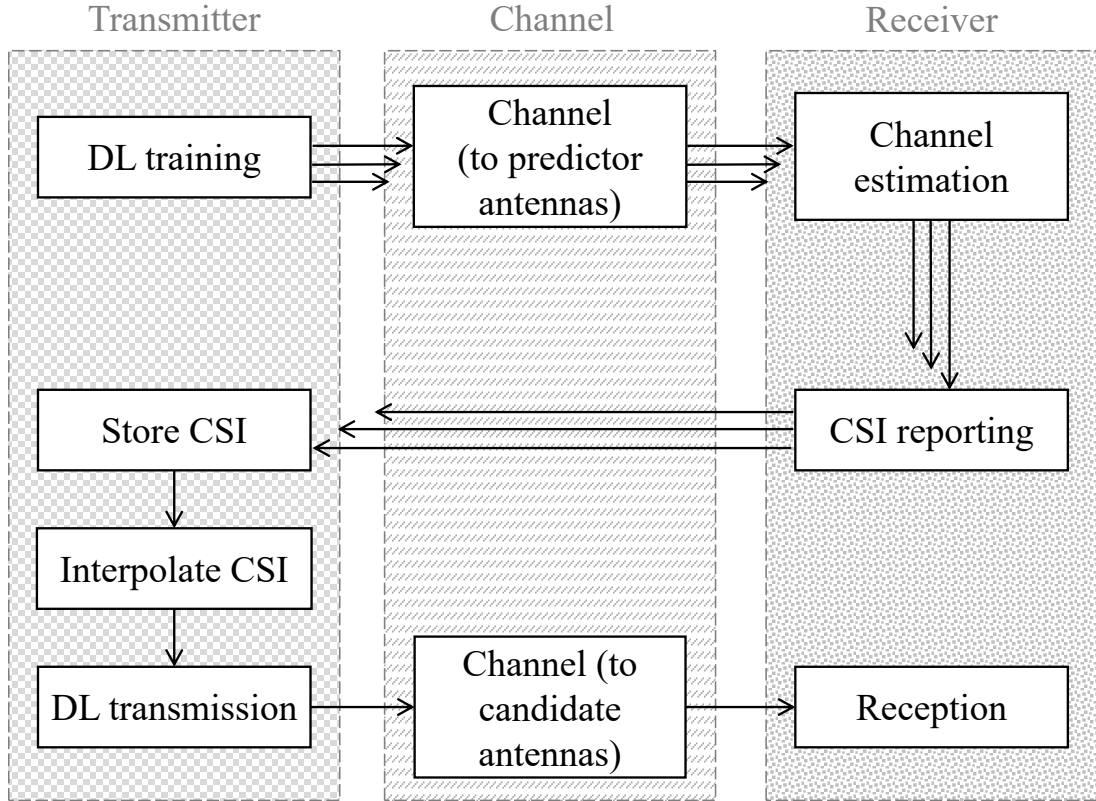 Transmitter
Channel
Receiver
DL training
Channel
(to predictor
antennas)
Channel
estimation
Store CSI
CSI reporting
Interpolate CSI
DL transmission
Channel (to
candidate
antennas)
Reception